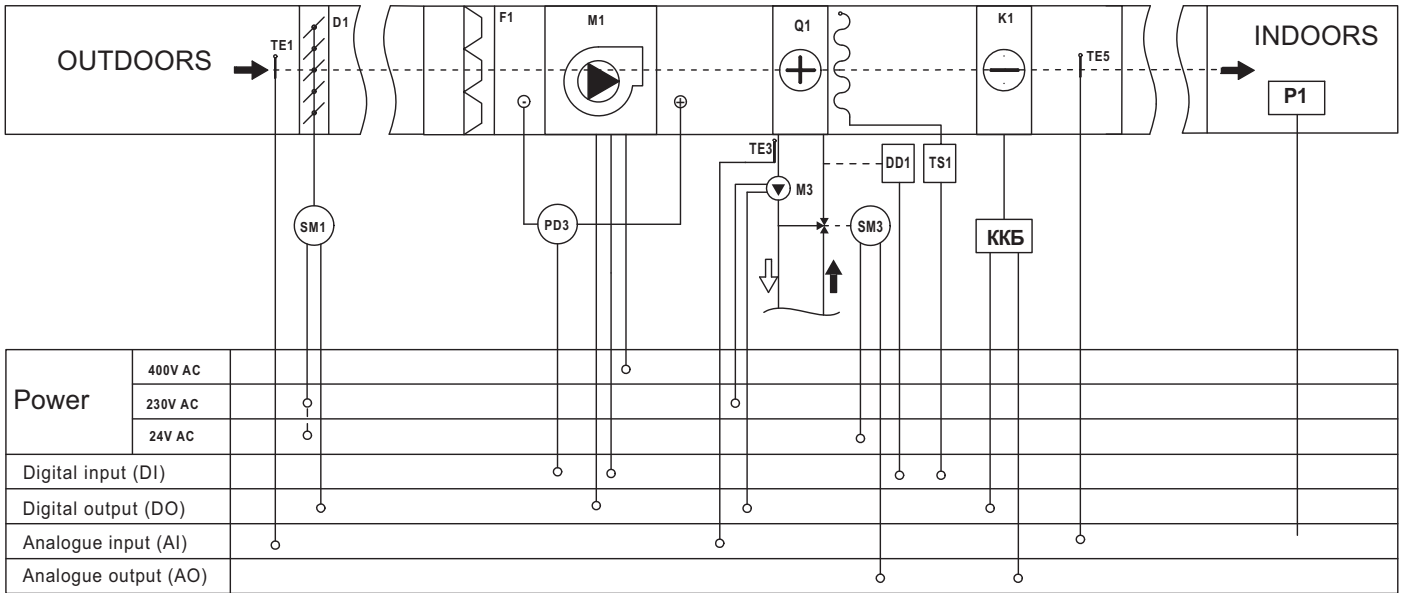 OUTDOORS
TE1
D1
F1
M1
Q1
K1
TE5
INDOORS
P1
-
+
TE3
M3
DD1
TS1
SM1
PD3
SM3
ККБ
Power
400V AC
230V AC
24V AC
Digital input (DI)
Digital output (DO)
Analogue input (AI)
Analogue output (AO)